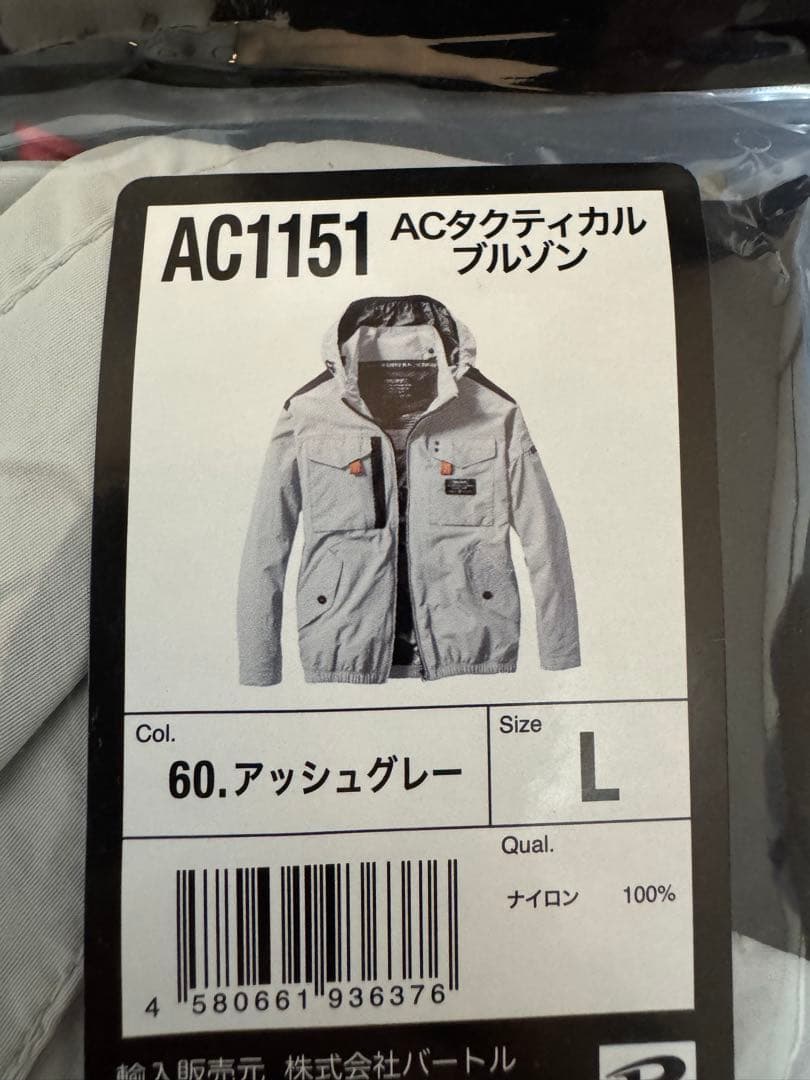 AC1151
ACタクティカル
ブルゾン
Col.
60.アッシュグレー
Size
L
Qual.
ナイロン 100%
4 580661 936376
輸入販売元 株式会社バートル